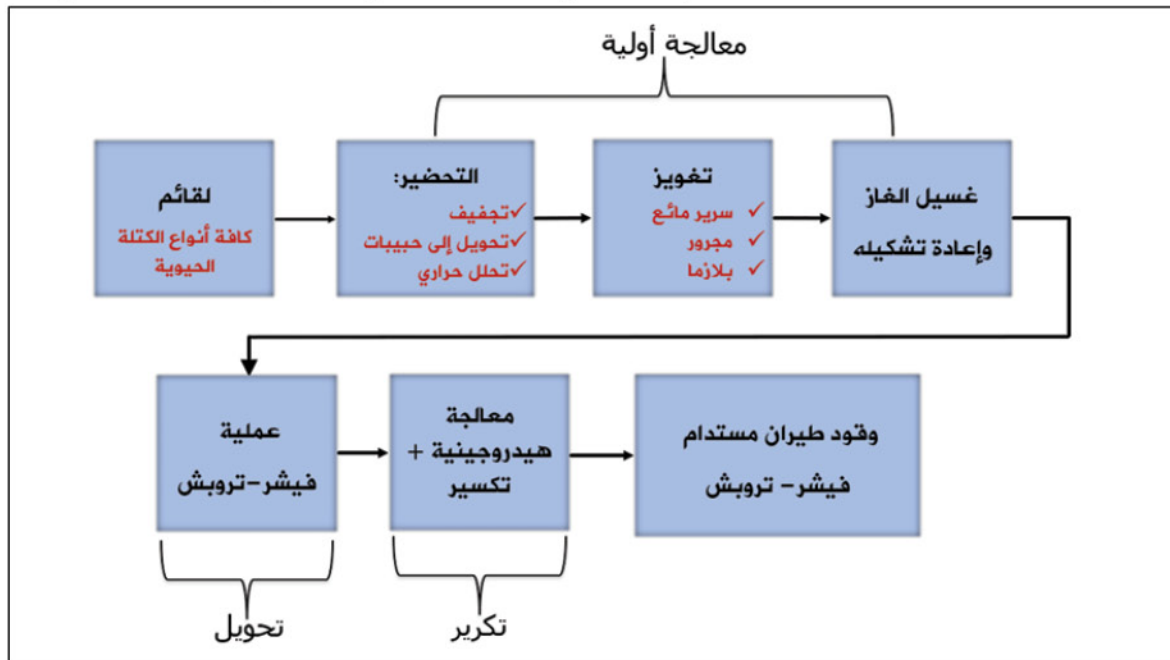 معالجة أولية
لقائم
كافة أنواع الكتلة
الحيوية
التحضير:
✓تجفيف
✓تحويل إلى حبيبات
✓تحلل حراري
تغويز
✓ سرير مائع
✓ مجرور
✓ بلازما
غسيل الغاز
وإعادة تشكيله
عملية
فيشر-تروبش
معالجة
هيدروجينية +
تكسير
وقود طيران مستدام
فيشر- تروبش
تحويل
تكرير